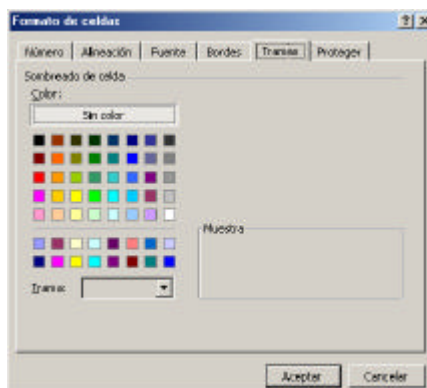 Formato de celdas
Número Alineación Fuente Bordes Tramas Proteger
Sombreado de celda
Color:
Sin color
Muestra
Trama:
Aceptar Cancelar